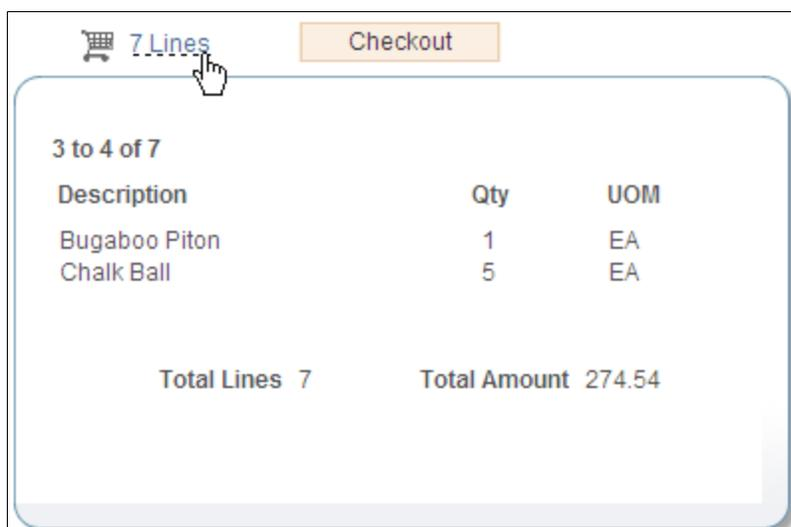 7 Lines Checkout
3 to 4 of 7
Description Qty UOM
Bugaboo Piton 1 EA
Chalk Ball 5 EA
Total Lines 7 Total Amount 274.54